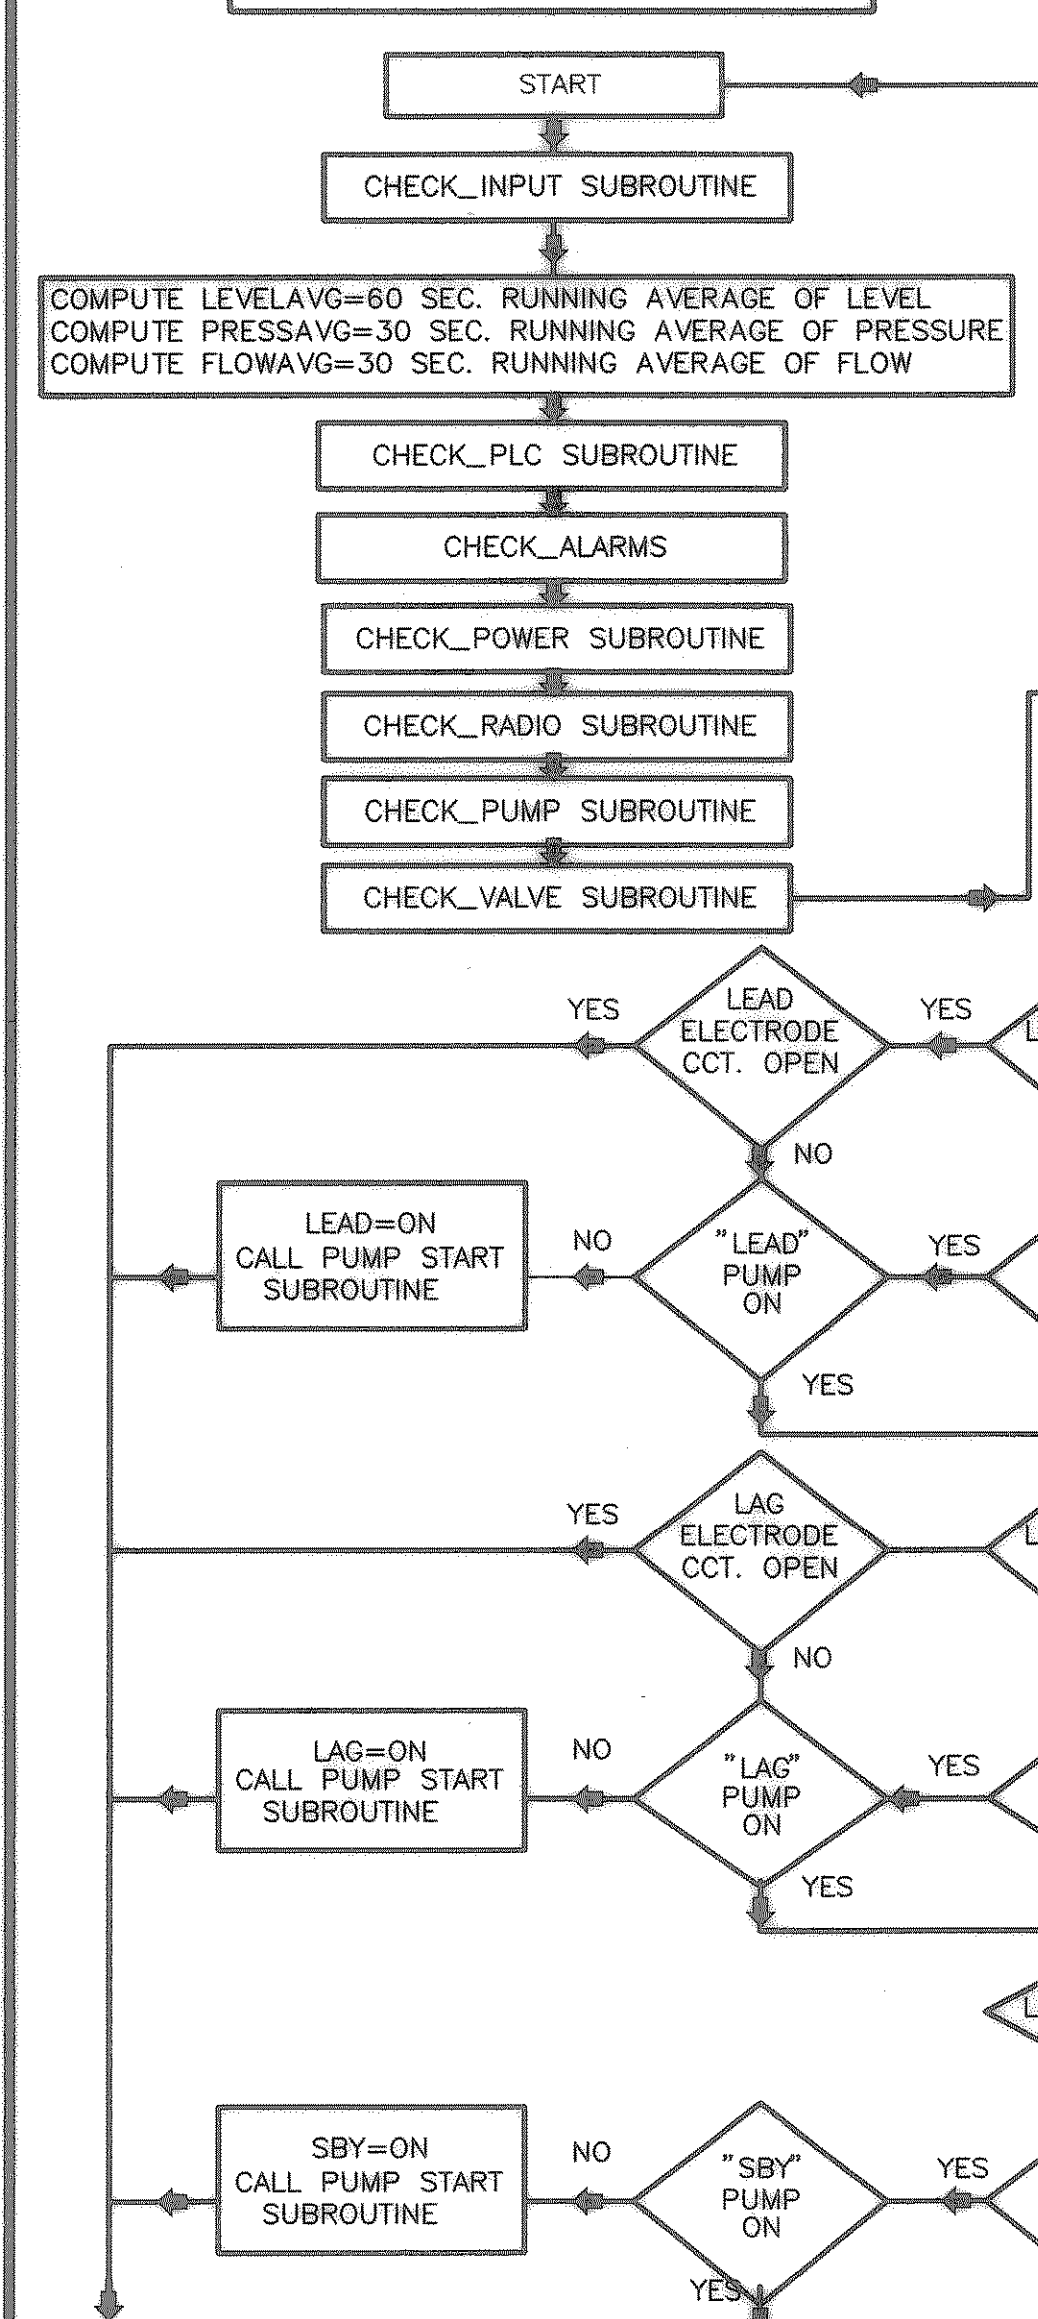 START
CHECK_INPUT SUBROUTINE
COMPUTE LEVELAVG=60 SEC. RUNNING AVERAGE OF LEVEL
COMPUTE PRESSAVG=30 SEC. RUNNING AVERAGE OF PRESSURE
COMPUTE FLOWAVG=30 SEC. RUNNING AVERAGE OF FLOW
CHECK_PLC SUBROUTINE
CHECK_ALARMS
CHECK_POWER SUBROUTINE
CHECK_RADIO SUBROUTINE
CHECK_PUMP SUBROUTINE
CHECK_VALVE SUBROUTINE
YES
LEAD
ELECTRODE
CCT. OPEN
YES
NO
LEAD=ON
CALL PUMP START
SUBROUTINE
NO
"LEAD"
PUMP
ON
YES
YES
YES
LAG
ELECTRODE
CCT. OPEN
NO
LAG=ON
CALL PUMP START
SUBROUTINE
NO
"LAG"
PUMP
ON
YES
YES
SBY=ON
CALL PUMP START
SUBROUTINE
NO
"SBY"
PUMP
ON
YES
YES